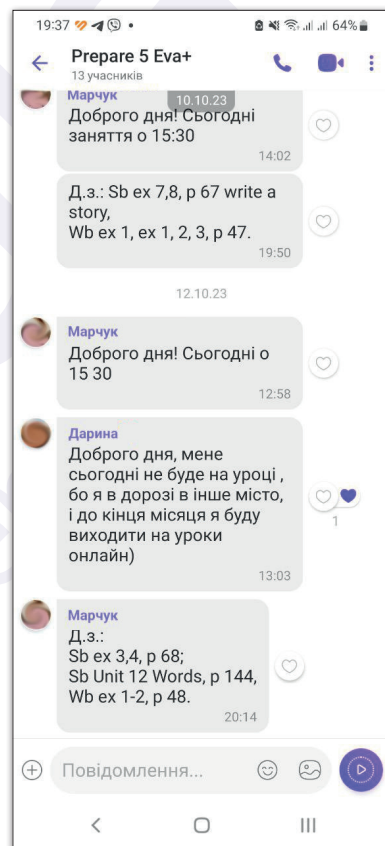 19:37
64%
Prepare 5 Eva+
13 учасників
Марчук
10.10.23
Доброго дня! Сьогодні
заняття о 15:30
14:02
Д.з.: Sb ex 7,8, p 67 write a
story,
Wb ex 1, ex 1, 2, 3, p 47.
19:50
12.10.23
Марчук
Доброго дня! Сьогодні о
15 30
12:58
Дарина
Доброго дня, мене
сьогодні не буде на уроці ,
бо я в дорозі в інше місто,
і до кінця місяця я буду
виходити на уроки
онлайн)
1
13:03
Марчук
Д.з.:
Sb ex 3,4, p 68;
Sb Unit 12 Words, p 144,
Wb ex 1-2, p 48.
20:14
Повідомлення...